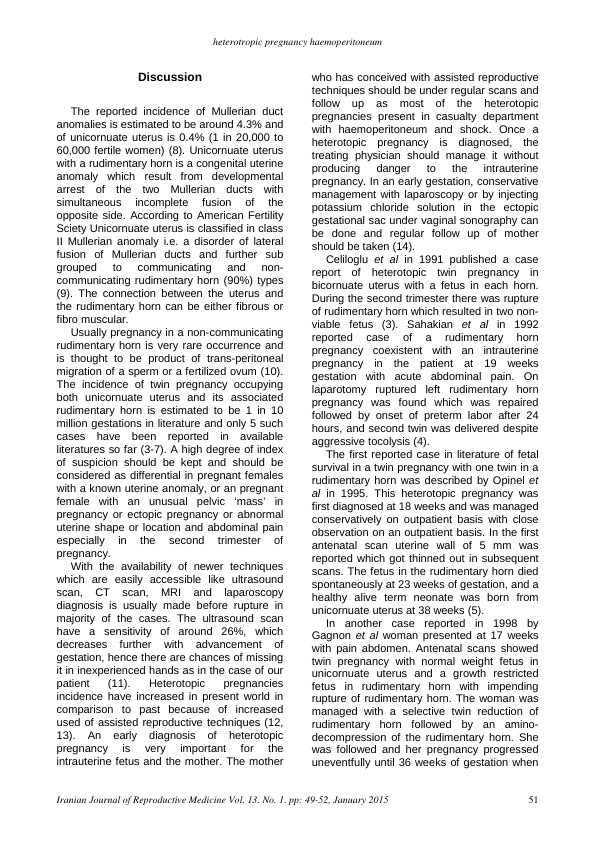 heterotropic pregnancy haemoperitoneum
Discussion
The reported incidence of Mullerian duct
anomalies is estimated to be around 4.3% and
of unicornuate uterus is 0.4% (1 in 20,000 to
60,000 fertile women) (8). Unicornuate uterus
with a rudimentary horn is a congenital uterine
anomaly which result from developmental
arrest of the two Mullerian ducts with
simultaneous incomplete fusion of the
opposite side. According to American Fertility
Sciety Unicornuate uterus is classified in class
II Mullerian anomaly i.e. a disorder of lateral
fusion of Mullerian ducts and further sub
grouped to communicating and non-
communicating rudimentary horn (90%) types
(9). The connection between the uterus and
the rudimentary horn can be either fibrous or
fibro muscular.
Usually pregnancy in a non-communicating
rudimentary horn is very rare occurrence and
is thought to be product of trans-peritoneal
migration of a sperm or a fertilized ovum (10).
The incidence of twin pregnancy occupying
both unicornuate uterus and its associated
rudimentary horn is estimated to be 1 in 10
million gestations in literature and only 5 such
cases have been reported in available
literatures so far (3-7). A high degree of index
of suspicion should be kept and should be
considered as differential in pregnant females
with a known uterine anomaly, or an pregnant
female with an unusual pelvic ‘mass’ in
pregnancy or ectopic pregnancy or abnormal
uterine shape or location and abdominal pain
especially in the second trimester of
pregnancy.
With the availability of newer techniques
which are easily accessible like ultrasound
scan, CT scan, MRI and laparoscopy
diagnosis is usually made before rupture in
majority of the cases. The ultrasound scan
have a sensitivity of around 26%, which
decreases further with advancement of
gestation, hence there are chances of missing
it in inexperienced hands as in the case of our
patient (11). Heterotropic pregnancies
incidence have increased in present world in
comparison to past because of increased
used of assisted reproductive techniques (12,
13). An early diagnosis of heterotopic
pregnancy is very important for the
intrauterine fetus and the mother. The mother
who has conceived with assisted reproductive
techniques should be under regular scans and
follow up as most of the heterotopic
pregnancies present in casualty department
with haemoperitoneum and shock. Once a
heterotopic pregnancy is diagnosed, the
treating physician should manage it without
producing danger to the intrauterine
pregnancy. In an early gestation, conservative
management with laparoscopy or by injecting
potassium chloride solution in the ectopic
gestational sac under vaginal sonography can
be done and regular follow up of mother
should be taken (14).
Celiloglu et al in 1991 published a case
report of heterotopic twin pregnancy in
bicornuate uterus with a fetus in each horn.
During the second trimester there was rupture
of rudimentary horn which resulted in two non-
viable fetus (3). Sahakian et al in 1992
reported case of a rudimentary horn
pregnancy coexistent with an intrauterine
pregnancy in the patient at 19 weeks
gestation with acute abdominal pain. On
laparotomy ruptured left rudimentary horn
pregnancy was found which was repaired
followed by onset of preterm labor after 24
hours, and second twin was delivered despite
aggressive tocolysis (4).
The first reported case in literature of fetal
survival in a twin pregnancy with one twin in a
rudimentary horn was described by Opinel et
al in 1995. This heterotopic pregnancy was
first diagnosed at 18 weeks and was managed
conservatively on outpatient basis with close
observation on an outpatient basis. In the first
antenatal scan uterine wall of 5 mm was
reported which got thinned out in subsequent
scans. The fetus in the rudimentary horn died
spontaneously at 23 weeks of gestation, and a
healthy alive term neonate was born from
unicornuate uterus at 38 weeks (5).
In another case reported in 1998 by
Gagnon et al woman presented at 17 weeks
with pain abdomen. Antenatal scans showed
twin pregnancy with normal weight fetus in
unicornuate uterus and a growth restricted
fetus in rudimentary horn with impending
rupture of rudimentary horn. The woman was
managed with a selective twin reduction of
rudimentary horn followed by an amino-
decompression of the rudimentary horn. She
was followed and her pregnancy progressed
uneventfully until 36 weeks of gestation when
Iranian Journal of Reproductive Medicine Vol. 13. No. 1. pp: 49-52, January 2015
51